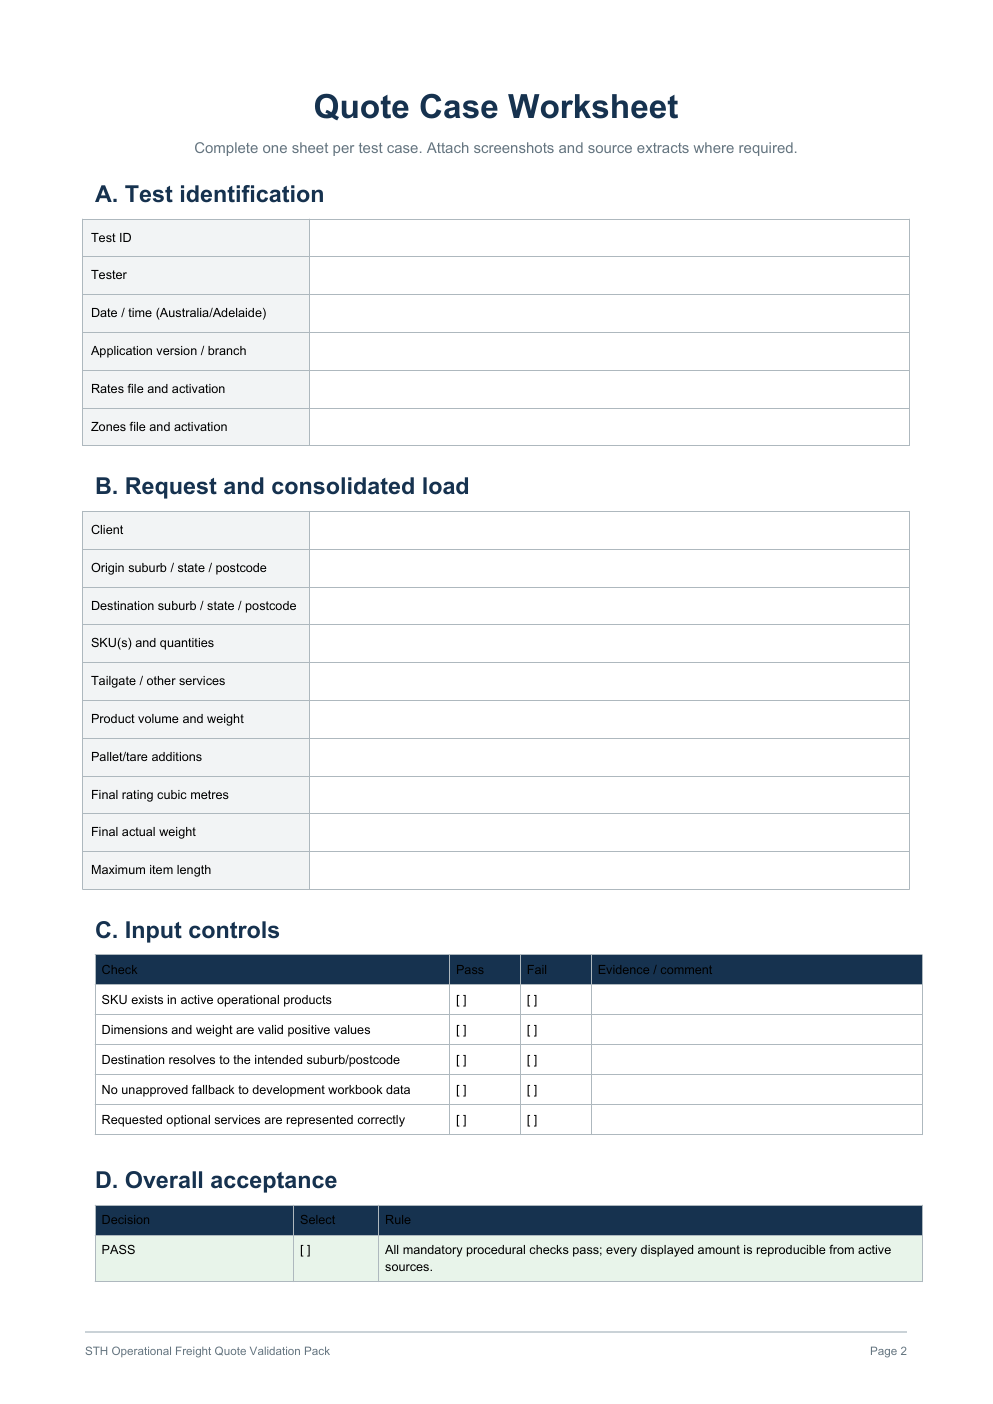 Quote Case Worksheet
Complete one sheet per test case. Attach screenshots and source extracts where required.
A. Test identification
Test ID
Tester
Date / time (Australia/Adelaide)
Application version / branch
Rates file and activation
Zones file and activation
B. Request and consolidated load
Client
Origin suburb / state / postcode
Destination suburb / state / postcode
SKU(s) and quantities
Tailgate / other services
Product volume and weight
Pallet/tare additions
Final rating cubic metres
Final actual weight
Maximum item length
C. Input controls
Check Pass Fail Evidence / comment
SKU exists in active operational products [ ] [ ]
Dimensions and weight are valid positive values [ ] [ ]
Destination resolves to the intended suburb/postcode [ ] [ ]
No unapproved fallback to development workbook data [ ] [ ]
Requested optional services are represented correctly [ ] [ ]
D. Overall acceptance
Decision Select Rule
PASS [ ] All mandatory procedural checks pass; every displayed amount is reproducible from active
sources.
STH Operational Freight Quote Validation Pack Page 2